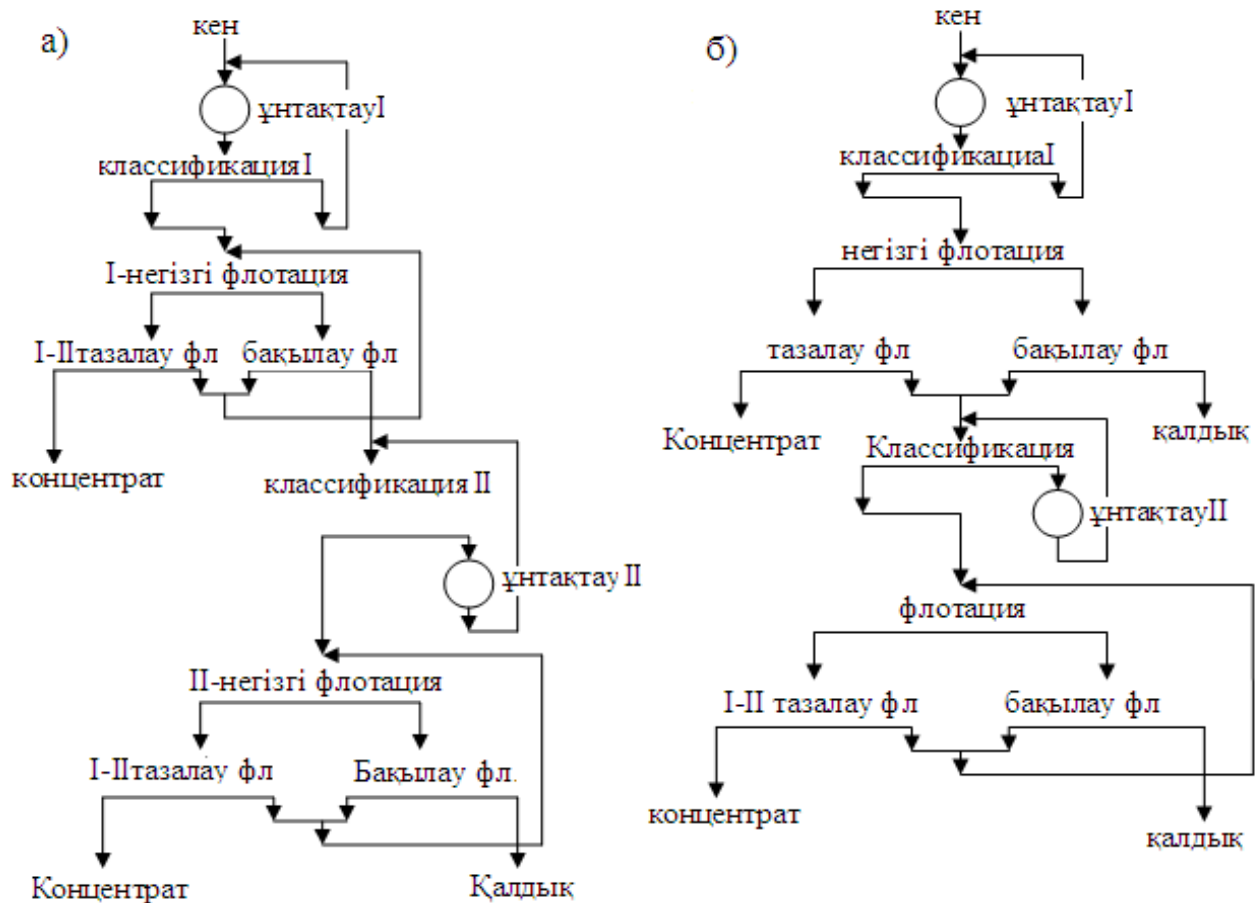 а)
кен
ұнтақтауI
классификацияI
I-негізгі флотация
I-IIтазалау фл
бақылау фл
концентрат
классификация II
ұнтақтау II
II-негізгі флотация
I-IIтазалау фл
Бақылау фл.
Концентрат
Қалдық
б)
кен
ұнтақтауI
классификациаI
негізгі флотация
тазалау фл
бақылау фл
Концентрат
қалдық
Классификация
ұнтақтауII
флотация
I-II тазалау фл
бақылау фл
концентрат
қалдық